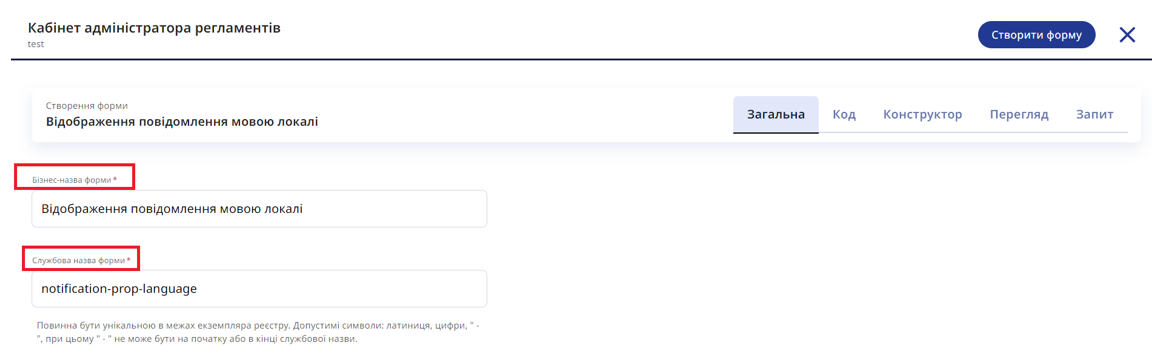 Кабінет адміністратора регламентів
test
Створити форму
Створення форми
Відображення повідомлення мовою локалі
Загальна
Код
Конструктор
Перегляд
Запит
Бізнес-назва форми *
Відображення повідомлення мовою локалі
Службова назва форми *
notification-prop-language
Повинна бути унікальною в межах екземпляра реєстру. Допустимі символи: латиниця, цифри, " -
", при цьому " - " не може бути на початку або в кінці службової назви.